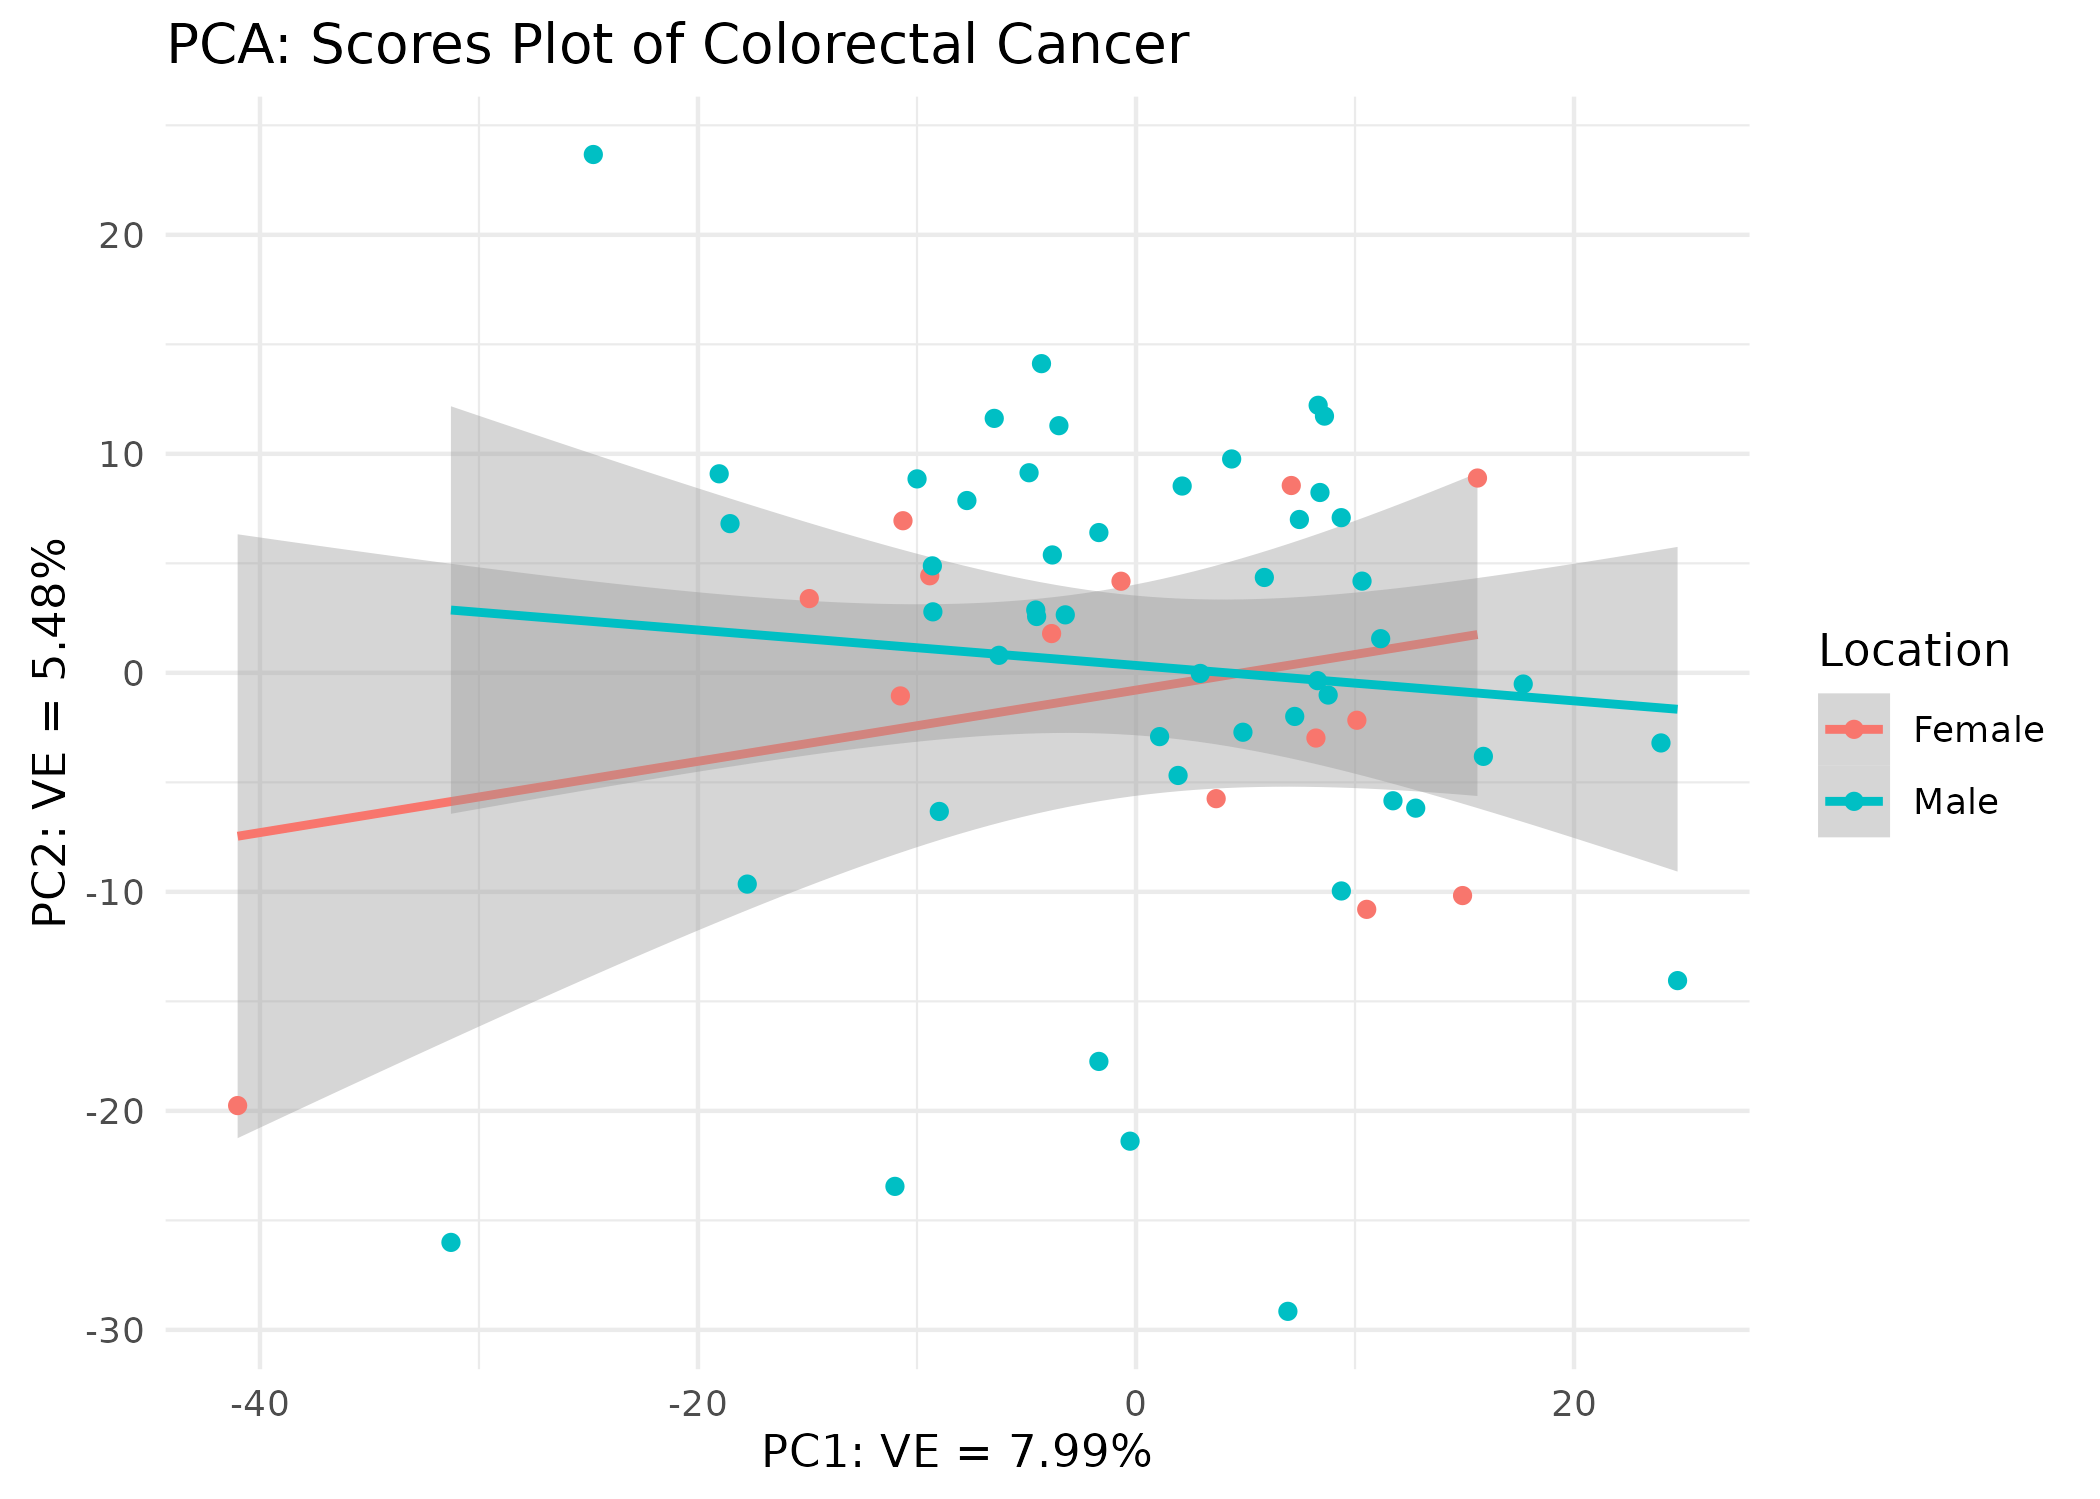 PCA: Scores Plot of Colorectal Cancer
20
10
0
-10
-20
-30
PC2: VE = 5.48%
-40
-20
0
20
PC1: VE = 7.99%
Location
Female
Male